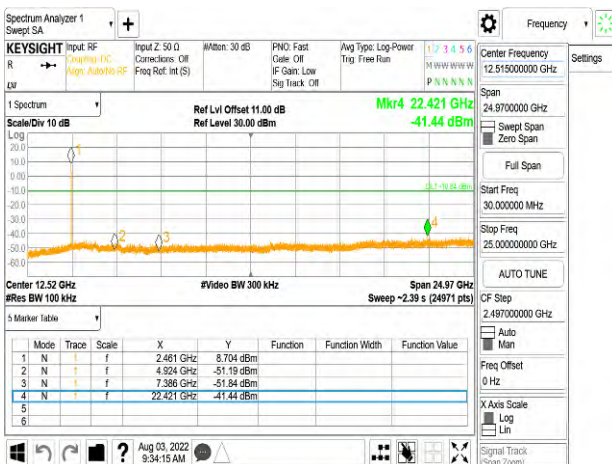 Spectrum Analyzer 1
Swept SA
Frequency
KEYSIGHT
R
LXI
Input: RF
Coupling: DC
Align: Auto/No RF
Input Z: 50 Ω
Corrections: Off
Freq Ref: Int (S)
#Atten: 30 dB
PNO: Fast
Gate: Off
IF Gain: Low
Sig Track: Off
Avg Type: Log-Power
Trig: Free Run
1 2 3 4 5 6
M W W W W W
P N N N N N
1 Spectrum
Scale/Div 10 dB
Ref Lvl Offset 11.00 dB
Ref Level 30.00 dBm
Mkr4 22.421 GHz
-41.44 dBm
Log
20.0
10.0
0.00
-10.0
-20.0
-30.0
-40.0
-50.0
-60.0
1
2
3
4
Center 12.52 GHz
#Res BW 100 kHz
#Video BW 300 kHz
Span 24.97 GHz
Sweep ~2.39 s (24971 pts)
5 Marker Table
Mode Trace Scale X Y Function Function Width Function Value
1 N 1 f 2.461 GHz 8.704 dBm
2 N 1 f 4.924 GHz -51.19 dBm
3 N 1 f 7.386 GHz -51.84 dBm
4 N 1 f 22.421 GHz -41.44 dBm
5
6
?
Aug 03, 2022
9:34:15 AM
Center Frequency
12.515000000 GHz
Settings
Span
24.9700000 GHz
Swept Span
Zero Span
Full Span
Start Freq
30.000000 MHz
Stop Freq
25.000000000 GHz
AUTO TUNE
CF Step
2.497000000 GHz
Auto
Man
Freq Offset
0 Hz
X Axis Scale
Log
Lin
Signal Track
(Span Zoom)